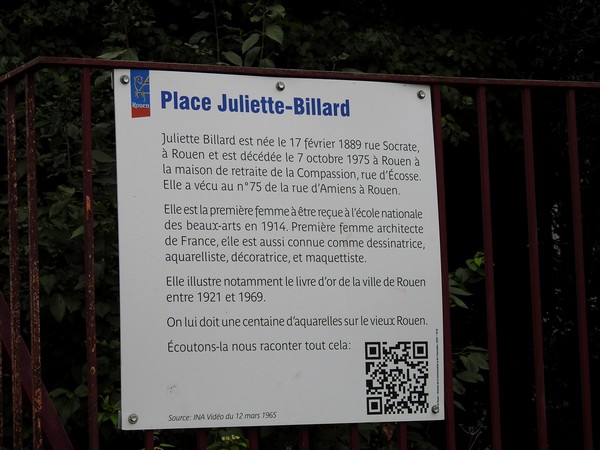 Rouen
Place Juliette-Billard
Juliette Billard est née le 17 février 1889 rue Socrate,
à Rouen et est décédée le 7 octobre 1975 à Rouen à
la maison de retraite de la Compassion, rue d'Écosse.
Elle a vécu au n°75 de la rue d'Amiens à Rouen.
Elle est la première femme à être reçue à l'école nationale
des beaux-arts en 1914. Première femme architecte
de France, elle est aussi connue comme dessinatrice,
aquarelliste, décoratrice, et maquettiste.
Elle illustre notamment le livre d'or de la ville de Rouen
entre 1921 et 1969.
On lui doit une centaine d'aquarelles sur le vieux Rouen.
Écoutons-la nous raconter tout cela:
Source: INA Vidéo du 12 mars 1965